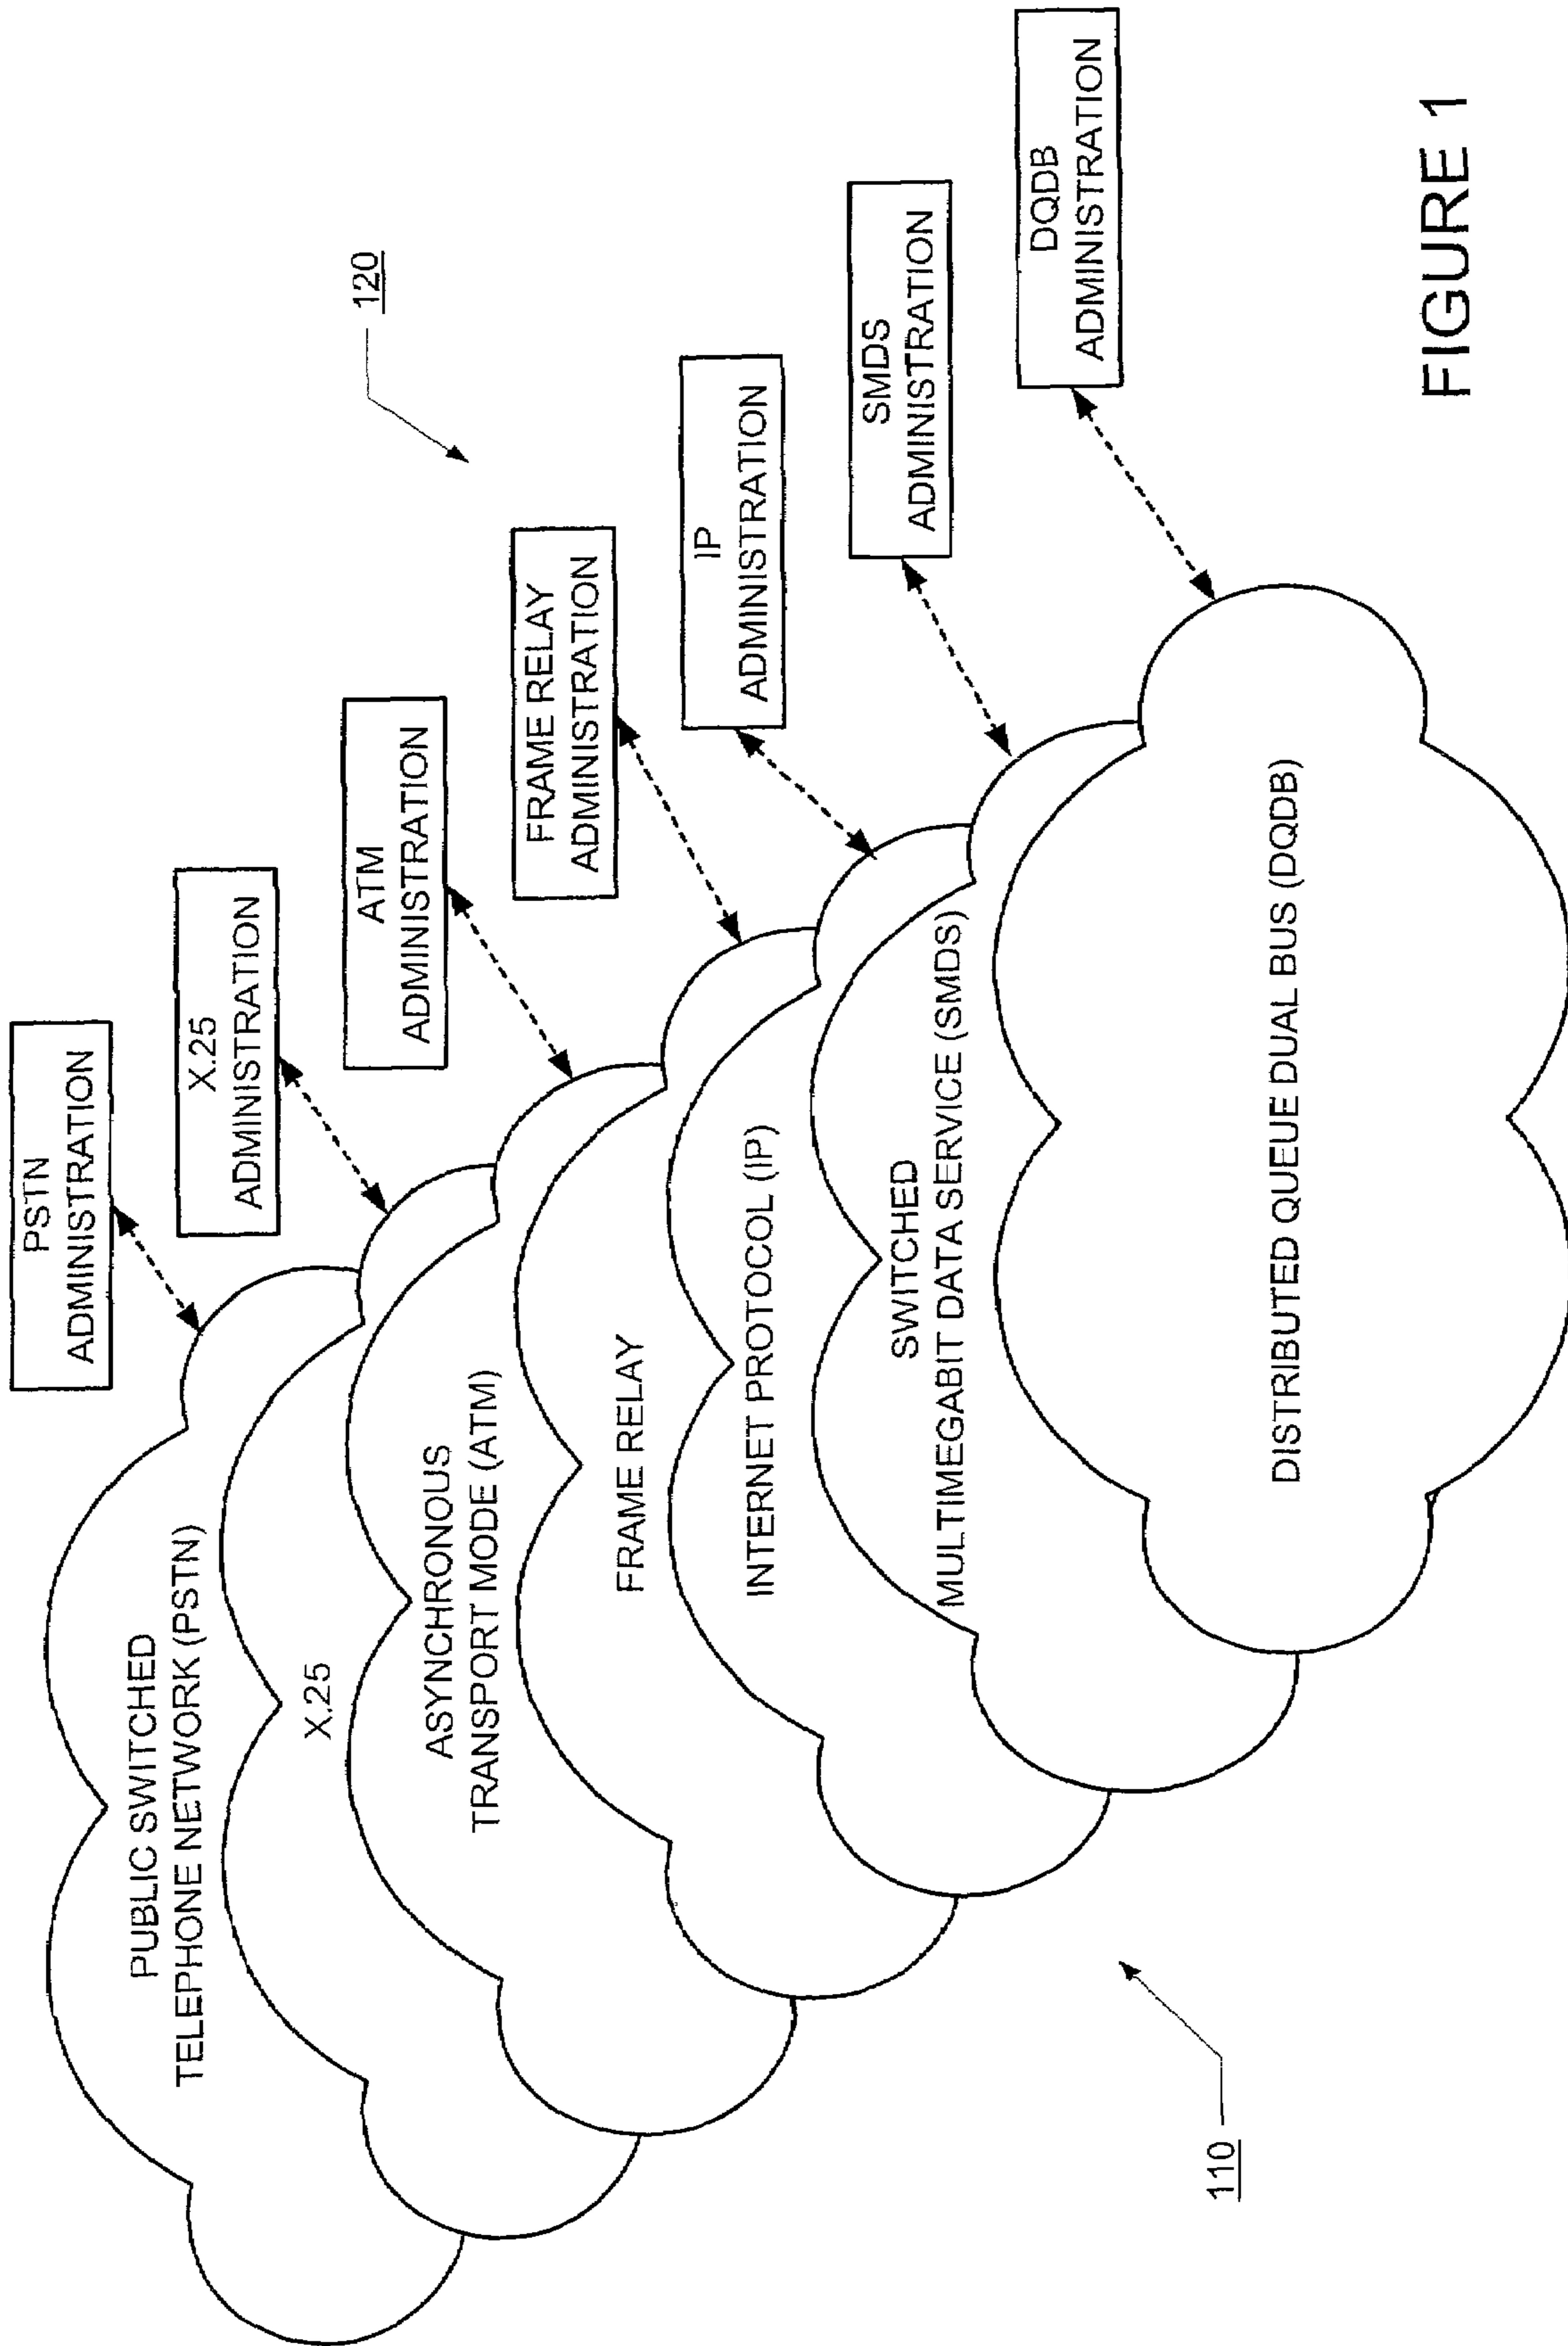 PUBLIC SWITCHED
TELEPHONE NETWORK (PSTN)
X.25
ASYNCHRONOUS
TRANSPORT MODE (ATM)
FRAME RELAY
INTERNET PROTOCOL (IP)
SWITCHED
MULTIMEGABIT DATA SERVICE (SMDS)
DISTRIBUTED QUEUE DUAL BUS (DQDB)
110
PSTN
ADMINISTRATION
X.25
ADMINISTRATION
ATM
ADMINISTRATION
FRAME RELAY
ADMINISTRATION
IP
ADMINISTRATION
SMDS
ADMINISTRATION
DQDB
ADMINISTRATION
120
FIGURE 1